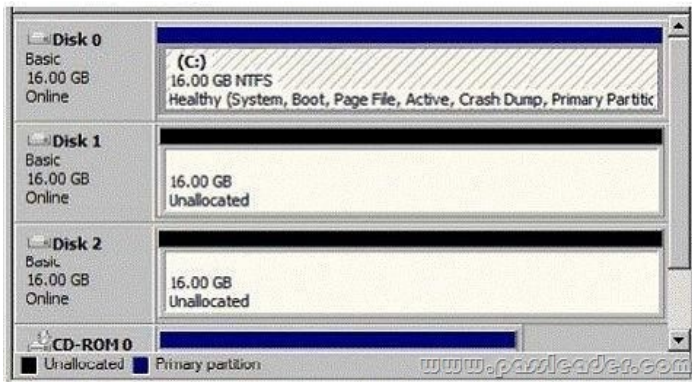 Disk 0
Basic
16.00 GB
Online
(C:)
16.00 GB NTFS
Healthy (System, Boot, Page File, Active, Crash Dump, Primary Partitic
Disk 1
Basic
16.00 GB
Online
16.00 GB
Unallocated
Disk 2
Basic
16.00 GB
Online
16.00 GB
Unallocated
CD-ROM 0
Unallocated Primary partition
www.passleader.com